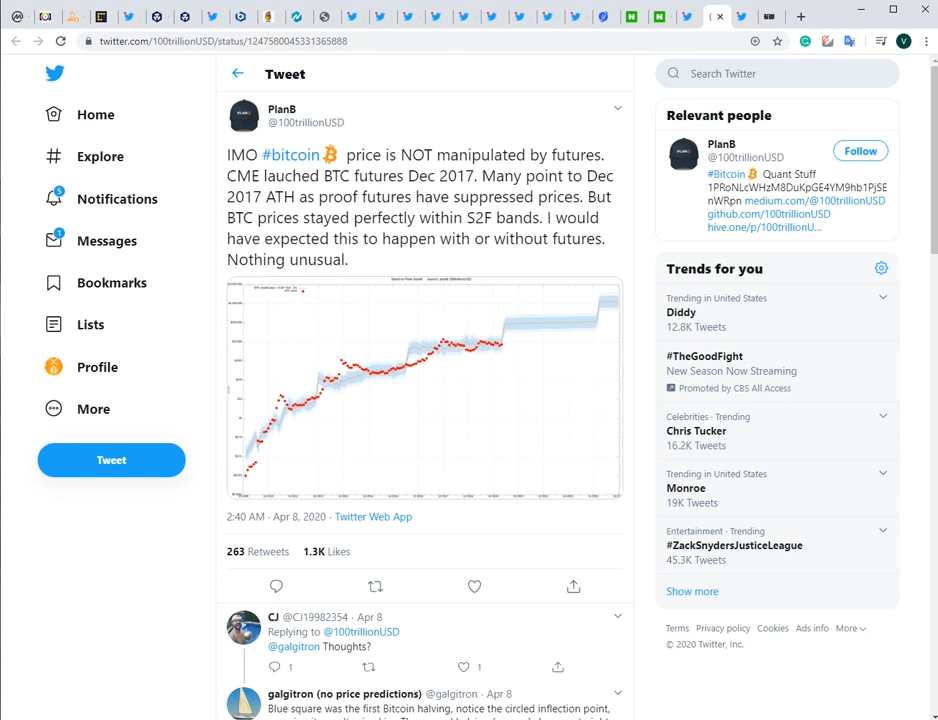 twitter.com/100trillionUSD/status/1247580045331365888
V
Tweet
Search Twitter
Home
Explore
5
Notifications
1
Messages
Bookmarks
Lists
Profile
More
Tweet
PlanB
@100trillionUSD
IMO #bitcoin price is NOT manipulated by futures.
CME lauched BTC futures Dec 2017. Many point to Dec
2017 ATH as proof futures have suppressed prices. But
BTC prices stayed perfectly within S2F bands. I would
have expected this to happen with or without futures.
Nothing unusual.
2:40 AM · Apr 8, 2020 · Twitter Web App
263 Retweets 1.3K Likes
CJ @CJ19982354 · Apr 8
Replying to @100trillionUSD
@galgitron Thoughts?
1 1
galgitron (no price predictions) @galgitron · Apr 8
Blue square was the first Bitcoin halving, notice the circled inflection point,
Relevant people
PlanB
@100trillionUSD
Follow
#Bitcoin Quant Stuff
1PRoNLcWHzM8DuKpGE4YM9hb1PjSE
nWRpn medium.com/@100trillionUSD
github.com/100trillionUSD
hive.one/p/100trillionU...
Trends for you
Trending in United States
Diddy
12.8K Tweets
#TheGoodFight
New Season Now Streaming
Promoted by CBS All Access
Celebrities · Trending
Chris Tucker
16.2K Tweets
Trending in United States
Monroe
19K Tweets
Entertainment · Trending
#ZackSnydersJusticeLeague
45.3K Tweets
Show more
Terms Privacy policy Cookies Ads info More
© 2020 Twitter, Inc.